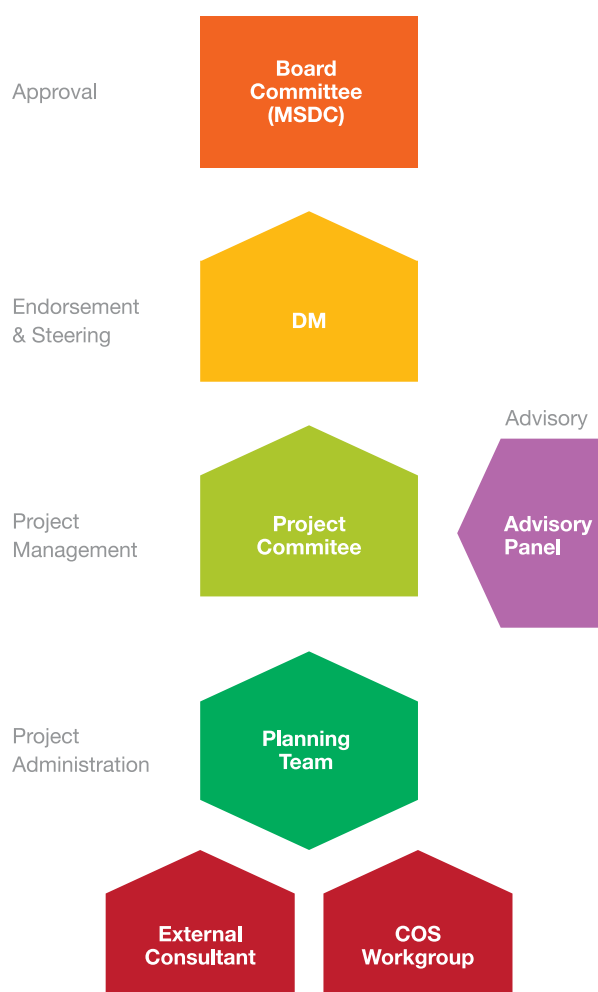 Approval
Board
Committee
(MSDC)
Endorsement
& Steering
DM
Advisory
Project
Management
Project
Commitee
Advisory
Panel
Project
Administration
Planning
Team
External
Consultant
COS
Workgroup